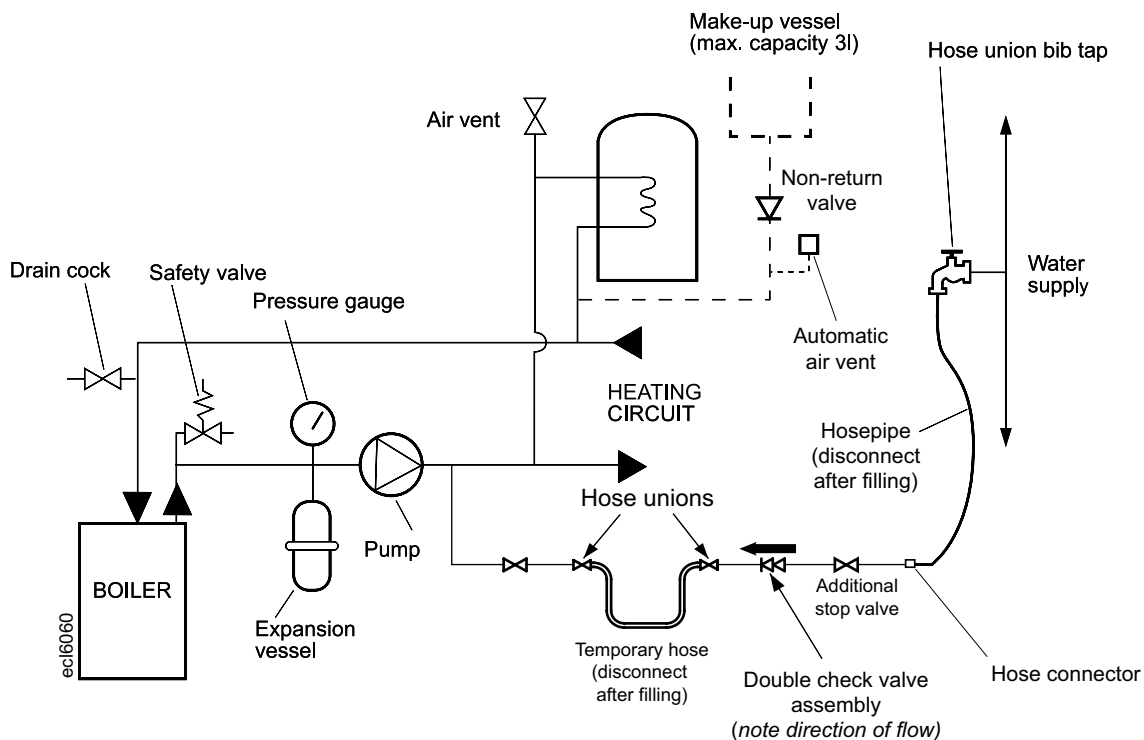 Make-up vessel
(max. capacity 3l)
Hose union bib tap
Air vent
Non-return
valve
Drain cock
Safety valve
Pressure gauge
Water
supply
Automatic
air vent
HEATING
CIRCUIT
Hosepipe
(disconnect
after filling)
Hose unions
Pump
BOILER
Additional
stop valve
ecl6060
Expansion
vessel
Temporary hose
(disconnect
after filling)
Hose connector
Double check valve
assembly
(note direction of flow)